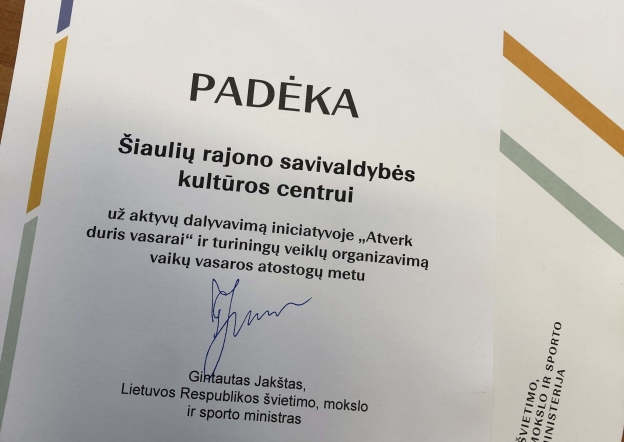 PADĖKA
Šiaulių rajono savivaldybės
kultūros centrui
už aktyvų dalyvavimą iniciatyvoje „Atverk
duris vasarai“ ir turiningų veiklų organizavimą
vaikų vasaros atostogų metu
Gintautas Jakštas,
Lietuvos Respublikos švietimo, mokslo
ir sporto ministras
ŠVIETIMO,
MOKSLO IR SPORTO
MINISTERIJA